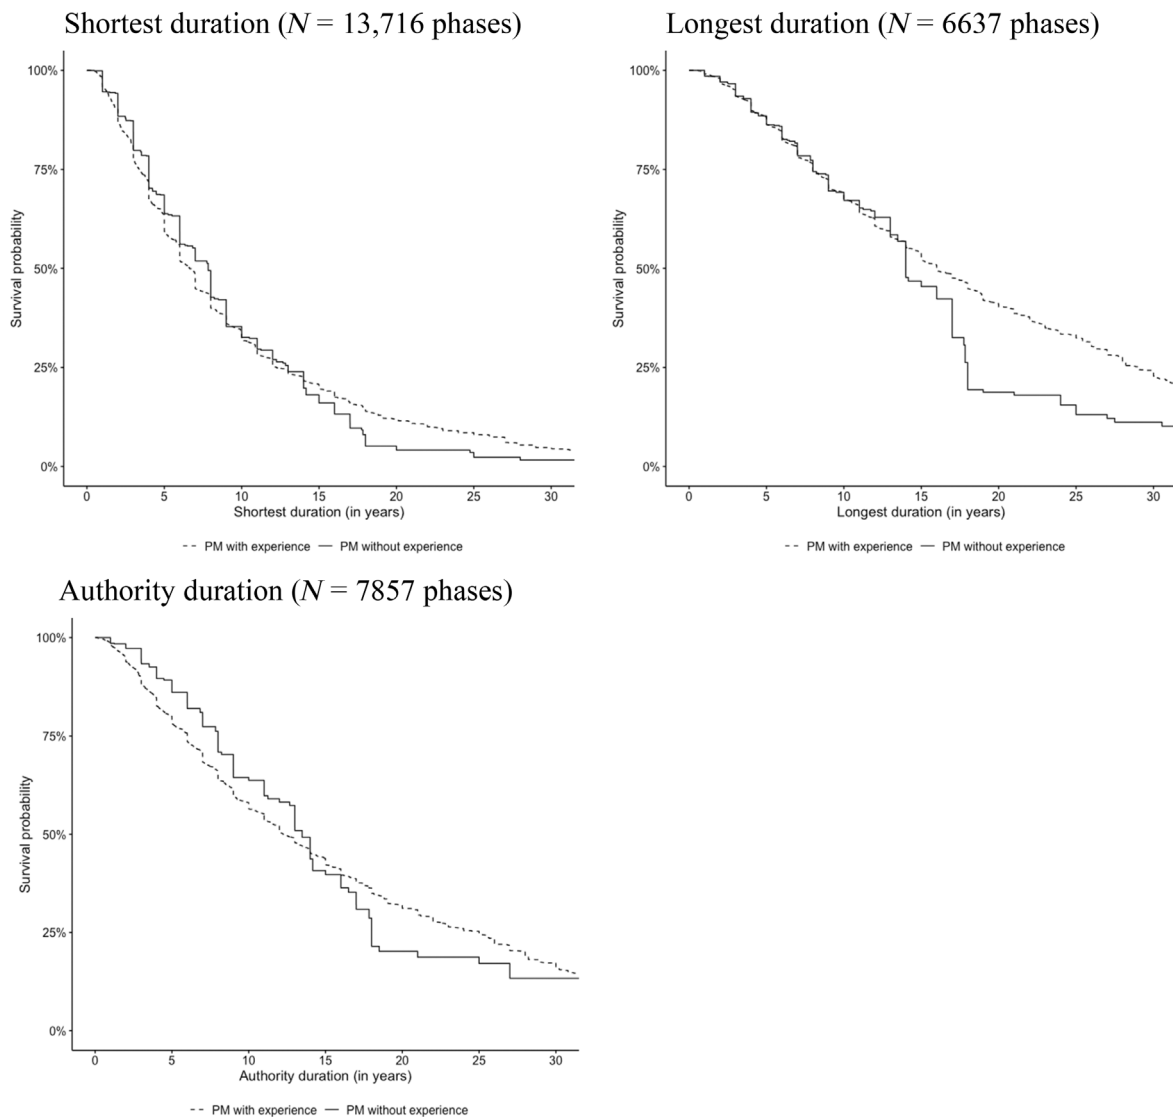 Shortest duration (N = 13,716 phases)
100%
75%
50%
25%
0%
Survival probability
0 5 10 15 20 25 30
Shortest duration (in years)
PM with experience PM without experience
Longest duration (N = 6637 phases)
100%
75%
50%
25%
0%
Survival probability
0 5 10 15 20 25 30
Longest duration (in years)
PM with experience PM without experience
Authority duration (N = 7857 phases)
100%
75%
50%
25%
0%
Survival probability
0 5 10 15 20 25 30
Authority duration (in years)
PM with experience PM without experience